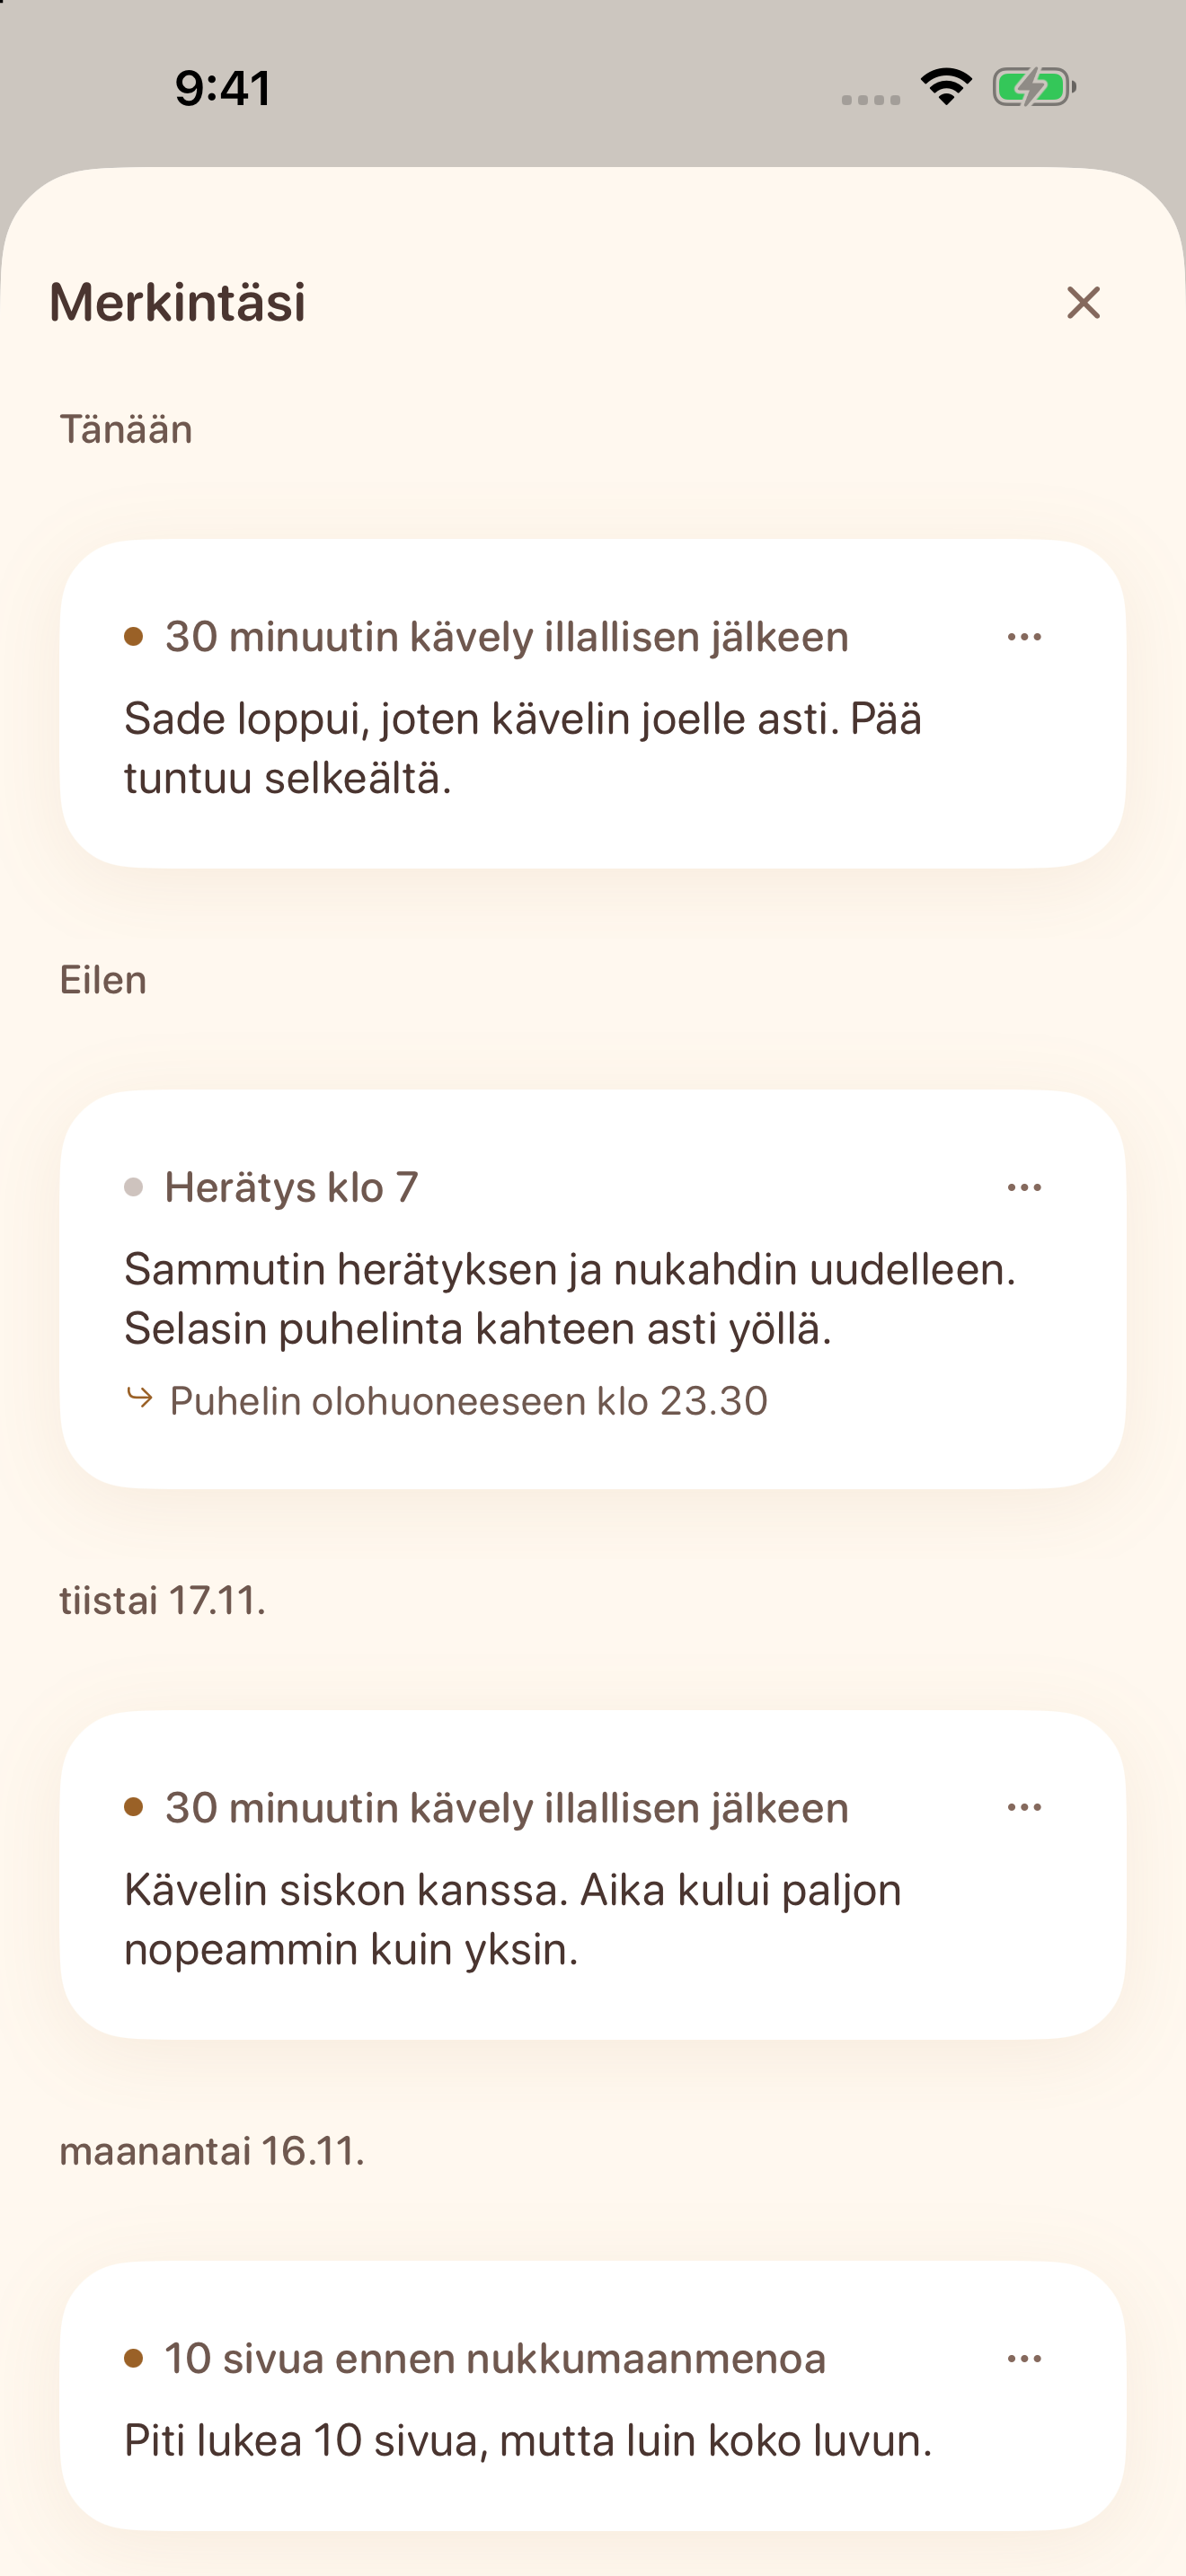 9:41
Merkintäsi
Tänään
30 minuutin kävely illallisen jälkeen
Sade loppui, joten kävelin joelle asti. Pää
tuntuu selkeältä.
Eilen
Herätys klo 7
Sammutin herätyksen ja nukahdin uudelleen.
Selasin puhelinta kahteen asti yöllä.
Puhelin olohuoneeseen klo 23.30
tiistai 17.11.
30 minuutin kävely illallisen jälkeen
Kävelin siskon kanssa. Aika kului paljon
nopeammin kuin yksin.
maanantai 16.11.
10 sivua ennen nukkumaanmenoa
Piti lukea 10 sivua, mutta luin koko luvun.